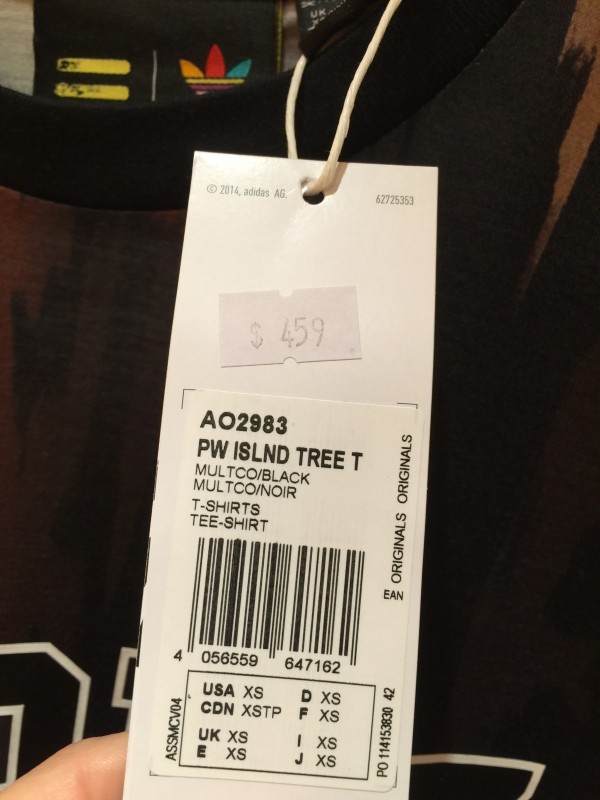 UK
© 2014, adidas AG.
62725353
$ 459
AO2983
PW ISLND TREE T
MULTCO/BLACK
MULTCO/NOIR
T-SHIRTS
TEE-SHIRT
EAN ORIGINALS ORIGINALS
4 056559 647162
ASSMCV04
USA XS D XS
CDN XSTP F XS
UK XS I XS
E XS J XS
PO 114153830 42